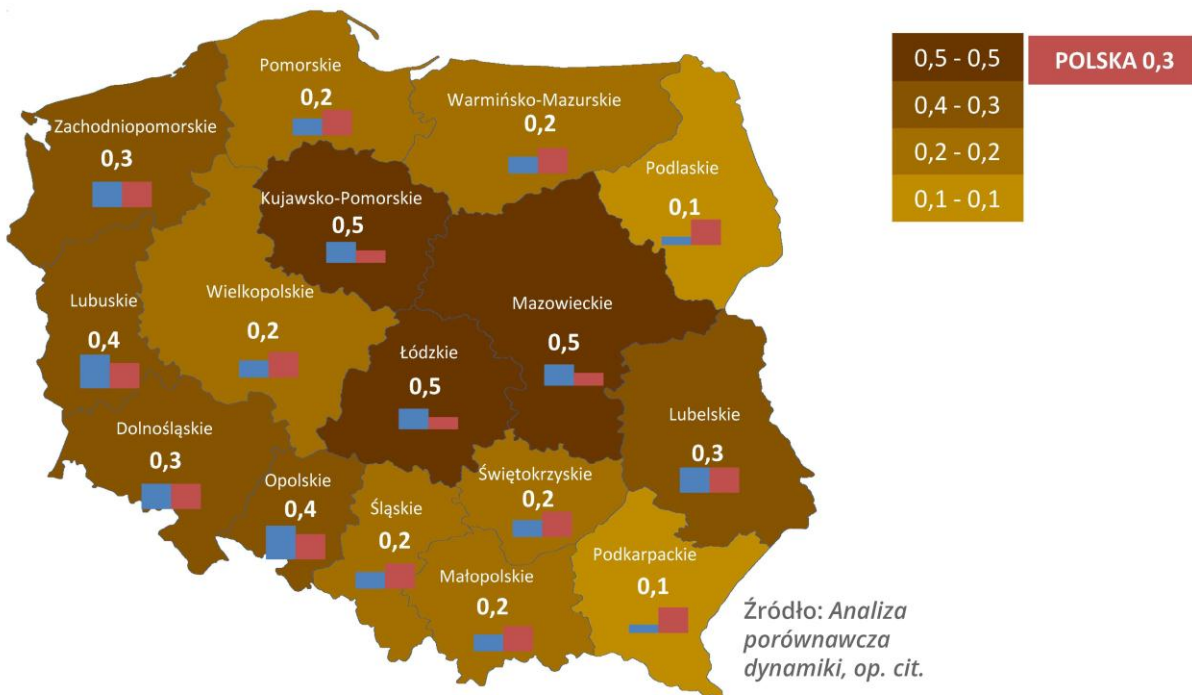 Pomorskie
0,2
Warmińsko-Mazurskie
0,2
Zachodniopomorskie
0,3
Podlaskie
0,1
Kujawsko-Pomorskie
0,5
Lubuskie
0,4
Wielkopolskie
0,2
Mazowieckie
0,5
Łódzkie
0,5
Lubelskie
0,3
Dolnośląskie
0,3
Opolskie
0,4
Śląskie
0,2
Świętokrzyskie
0,2
Małopolskie
0,2
Podkarpackie
0,1
0,5 - 0,5
POLSKA 0,3
0,4 - 0,3
0,2 - 0,2
0,1 - 0,1
Źródło: Analiza
porównawcza
dynamiki, op. cit.